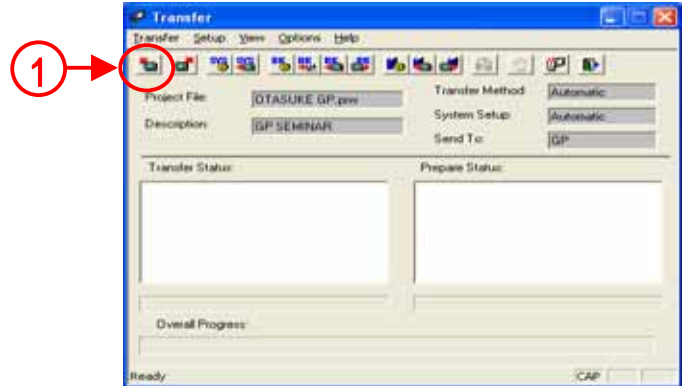 Transfer
Transfer Setup View Options Help
1
Project File: OTASUKE GP.prw
Transfer Method: Automatic
Description: GP SEMINAR
System Setup: Automatic
Send To: GP
Transfer Status:
Prepare Status:
Overall Progress:
Ready
CAP